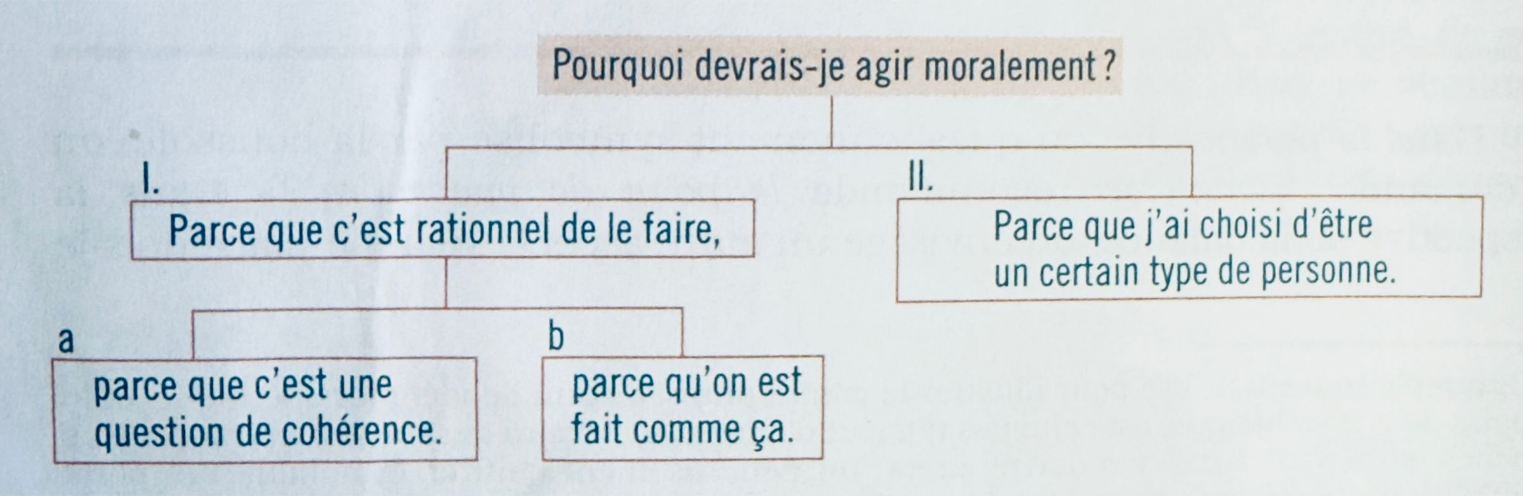 Pourquoi devrais-je agir moralement ?
I.
Parce que c'est rationnel de le faire,
II.
Parce que j'ai choisi d'être
un certain type de personne.
a
parce que c'est une
question de cohérence.
b
parce qu'on est
fait comme ça.